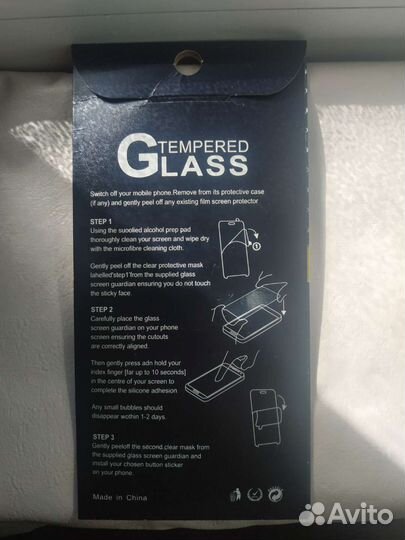 TEMPERED
GLASS
Switch off your mobile phone.Remove from its protective case
(if any) and gently peel off any existing film screen protector
STEP 1
Using the suoolied alcohol prep pad
thoroughly clean your screen and wipe dry
with the microfibre cleaning cloth.
1
Gently peel off the clear protective mask
labelled'step1'from the supplied glass
screen guardian ensuring you do not touch
the sticky face.
STEP 2
Carefully place the glass
screen guardian on your phone
screen ensuring the cutouts
are correctly aligned.
Then gently press adn hold your
index finger [far up to 10 seconds]
in the centre of your screen to
complete the silicone adhesion
Any small bubbles should
disappear wothin 1-2 days.
STEP 3
Gently peeloff the second clear mask from
the supplied glass screen guardian and
install your chosen button sticker
on your phone.
Made in China
Avito